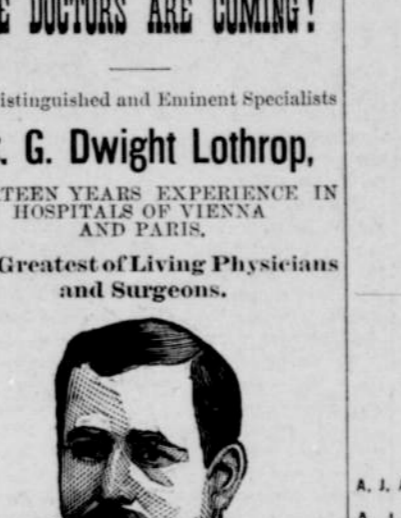 E DOCTORS ARE COMING!
istinguished and Eminent Specialists
. G. Dwight Lothrop,
TEEN YEARS EXPERIENCE IN
HOSPITALS OF VIENNA
AND PARIS.
Greatest of Living Physicians
and Surgeons.
A. J.